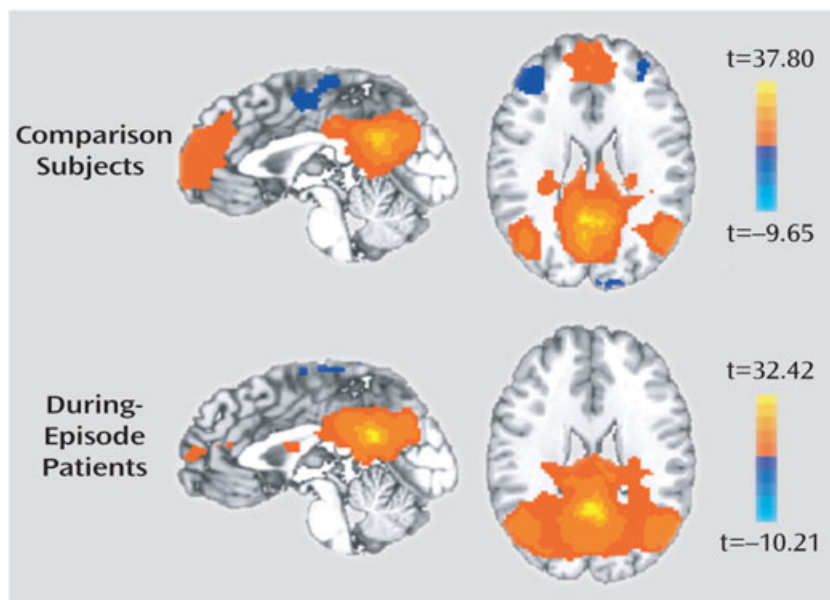 Comparison
Subjects
t=37.80
t=–9.65
During-
Episode
Patients
t=32.42
t=–10.21